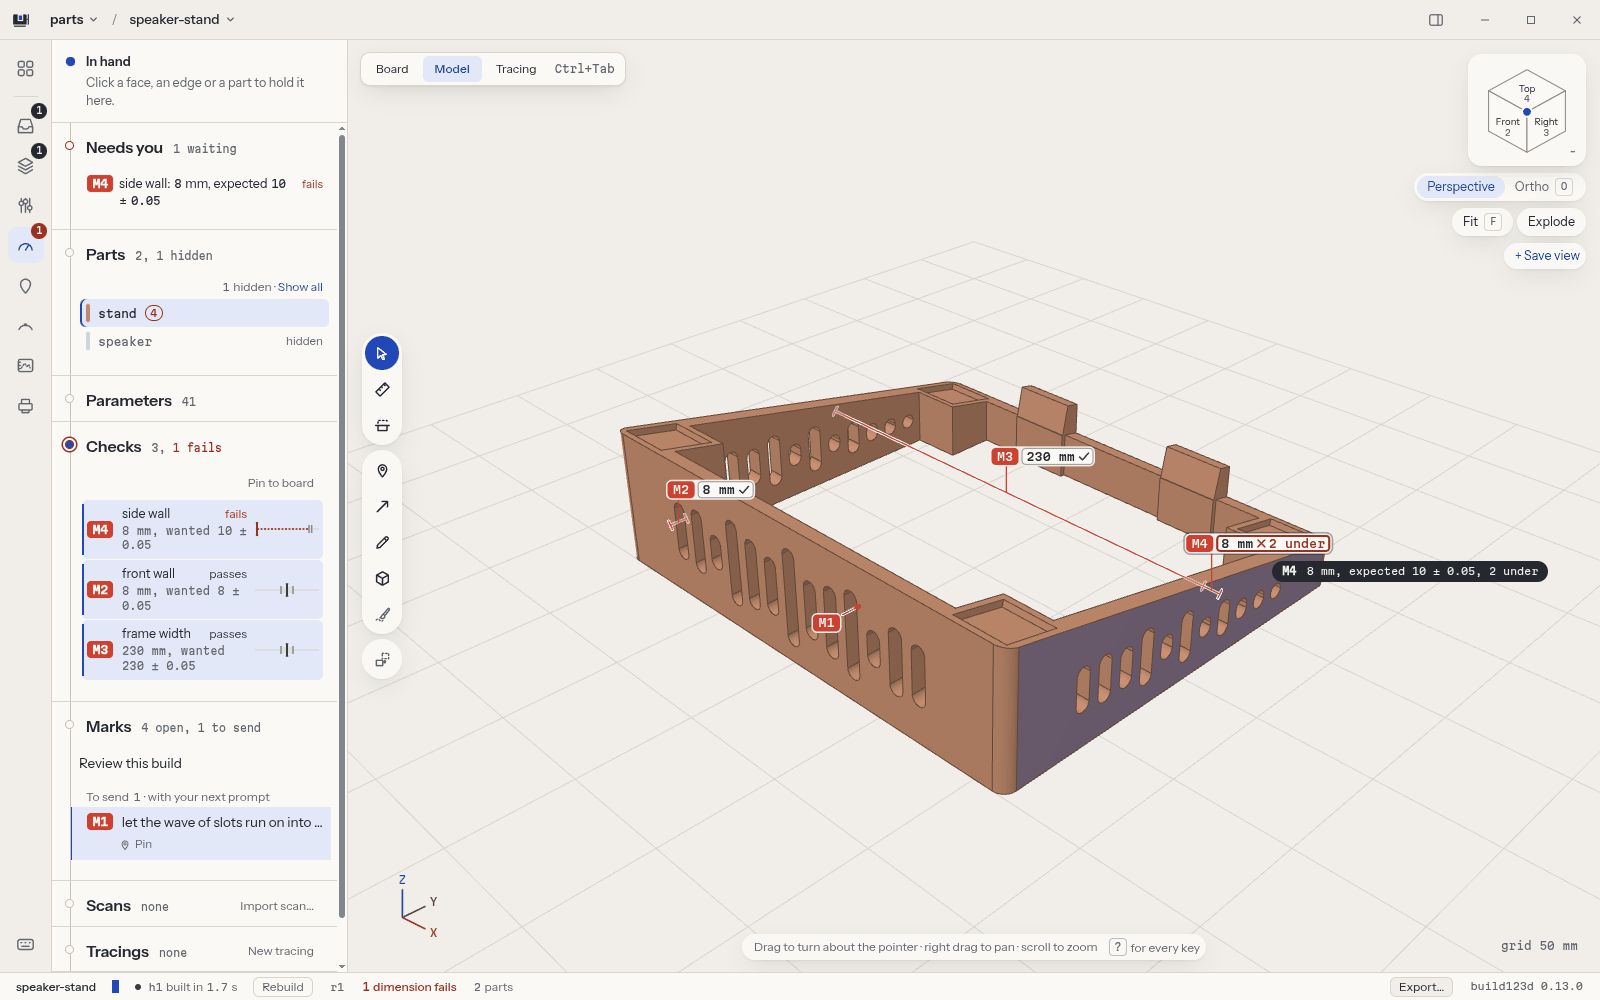 parts / speaker-stand
In hand
Click a face, an edge or a part to hold it
here.
Needs you 1 waiting
M4 side wall: 8 mm, expected 10 fails
± 0.05
Parts 2, 1 hidden
1 hidden · Show all
stand 4
speaker hidden
Parameters 41
Checks 3, 1 fails
Pin to board
side wall fails
M4 8 mm, wanted 10 ±
0.05
front wall passes
M2 8 mm, wanted 8 ±
0.05
frame width passes
M3 230 mm, wanted
230 ± 0.05
Marks 4 open, 1 to send
Review this build
To send 1 · with your next prompt
M1 let the wave of slots run on into ...
Pin
Scans none Import scan...
Tracings none New tracing
1
1
1
Board Model Tracing Ctrl+Tab
Top
4
Front
2
Right
3
Perspective Ortho 0
Fit F Explode
+ Save view
M3 230 mm ✓
M2 8 mm ✓
M4 8 mm ✕ 2 under
M4 8 mm, expected 10 ± 0.05, 2 under
M1
Z
Y
X
Drag to turn about the pointer · right drag to pan · scroll to zoom ? for every key
grid 50 mm
speaker-stand h1 built in 1.7 s Rebuild r1 1 dimension fails 2 parts Export... build123d 0.13.0